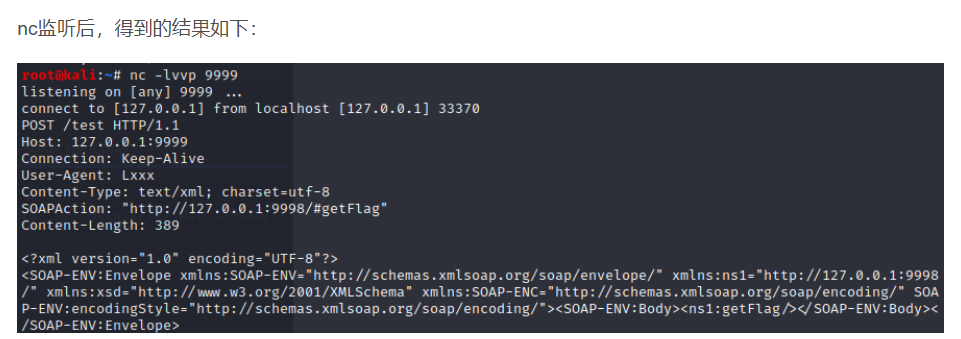 nc监听后，得到的结果如下：
root@kali:~# nc -lvvp 9999
listening on [any] 9999 ...
connect to [127.0.0.1] from localhost [127.0.0.1] 33370
POST /test HTTP/1.1
Host: 127.0.0.1:9999
Connection: Keep-Alive
User-Agent: Lxxx
Content-Type: text/xml; charset=utf-8
SOAPAction: "http://127.0.0.1:9998/#getFlag"
Content-Length: 389
<?xml version="1.0" encoding="UTF-8"?>
<SOAP-ENV:Envelope xmlns:SOAP-ENV="http://schemas.xmlsoap.org/soap/envelope/" xmlns:ns1="http://127.0.0.1:9998
/" xmlns:xsd="http://www.w3.org/2001/XMLSchema" xmlns:SOAP-ENC="http://schemas.xmlsoap.org/soap/encoding/" SOA
P-ENV:encodingStyle="http://schemas.xmlsoap.org/soap/encoding/"><SOAP-ENV:Body><ns1:getFlag/></SOAP-ENV:Body><
/SOAP-ENV:Envelope>